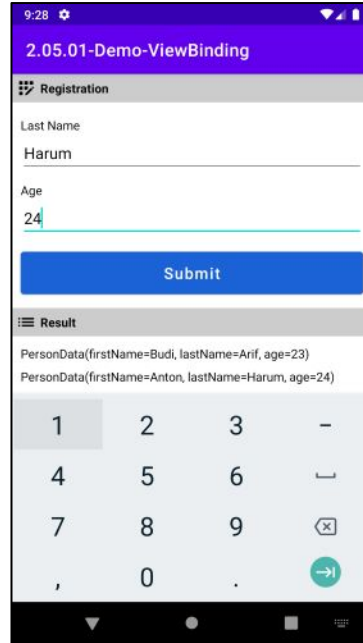 9:28
2.05.01-Demo-ViewBinding
Registration
Last Name
Harum
Age
24
Submit
Result
PersonData(firstName=Budi, lastName=Arif, age=23)
PersonData(firstName=Anton, lastName=Harum, age=24)
1 2 3 -
4 5 6
7 8 9
, 0 .